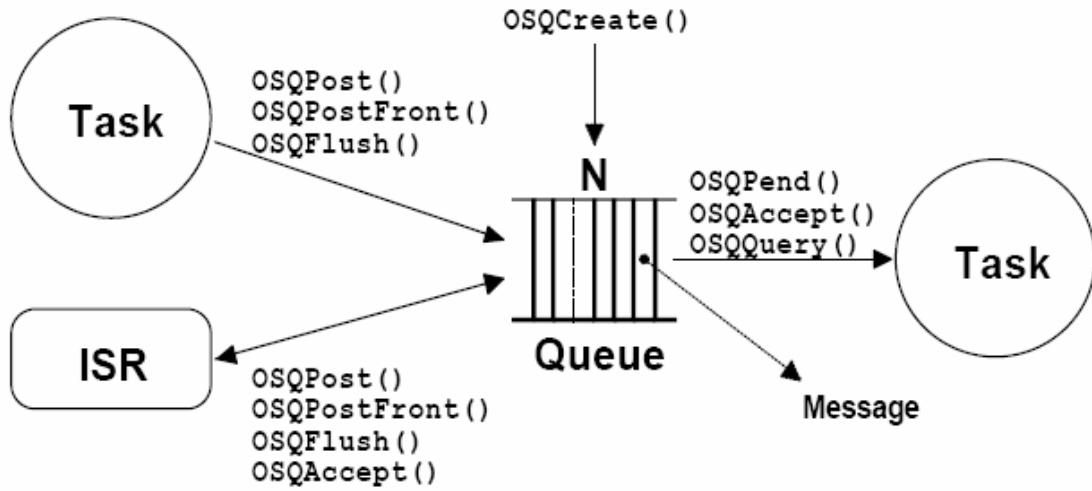 OSQCreate()
Task
OSQPost()
OSQPostFront()
OSQFlush()
N
OSQPend()
OSQAccept()
OSQQuery()
Task
Queue
ISR
OSQPost()
OSQPostFront()
OSQFlush()
OSQAccept()
Message